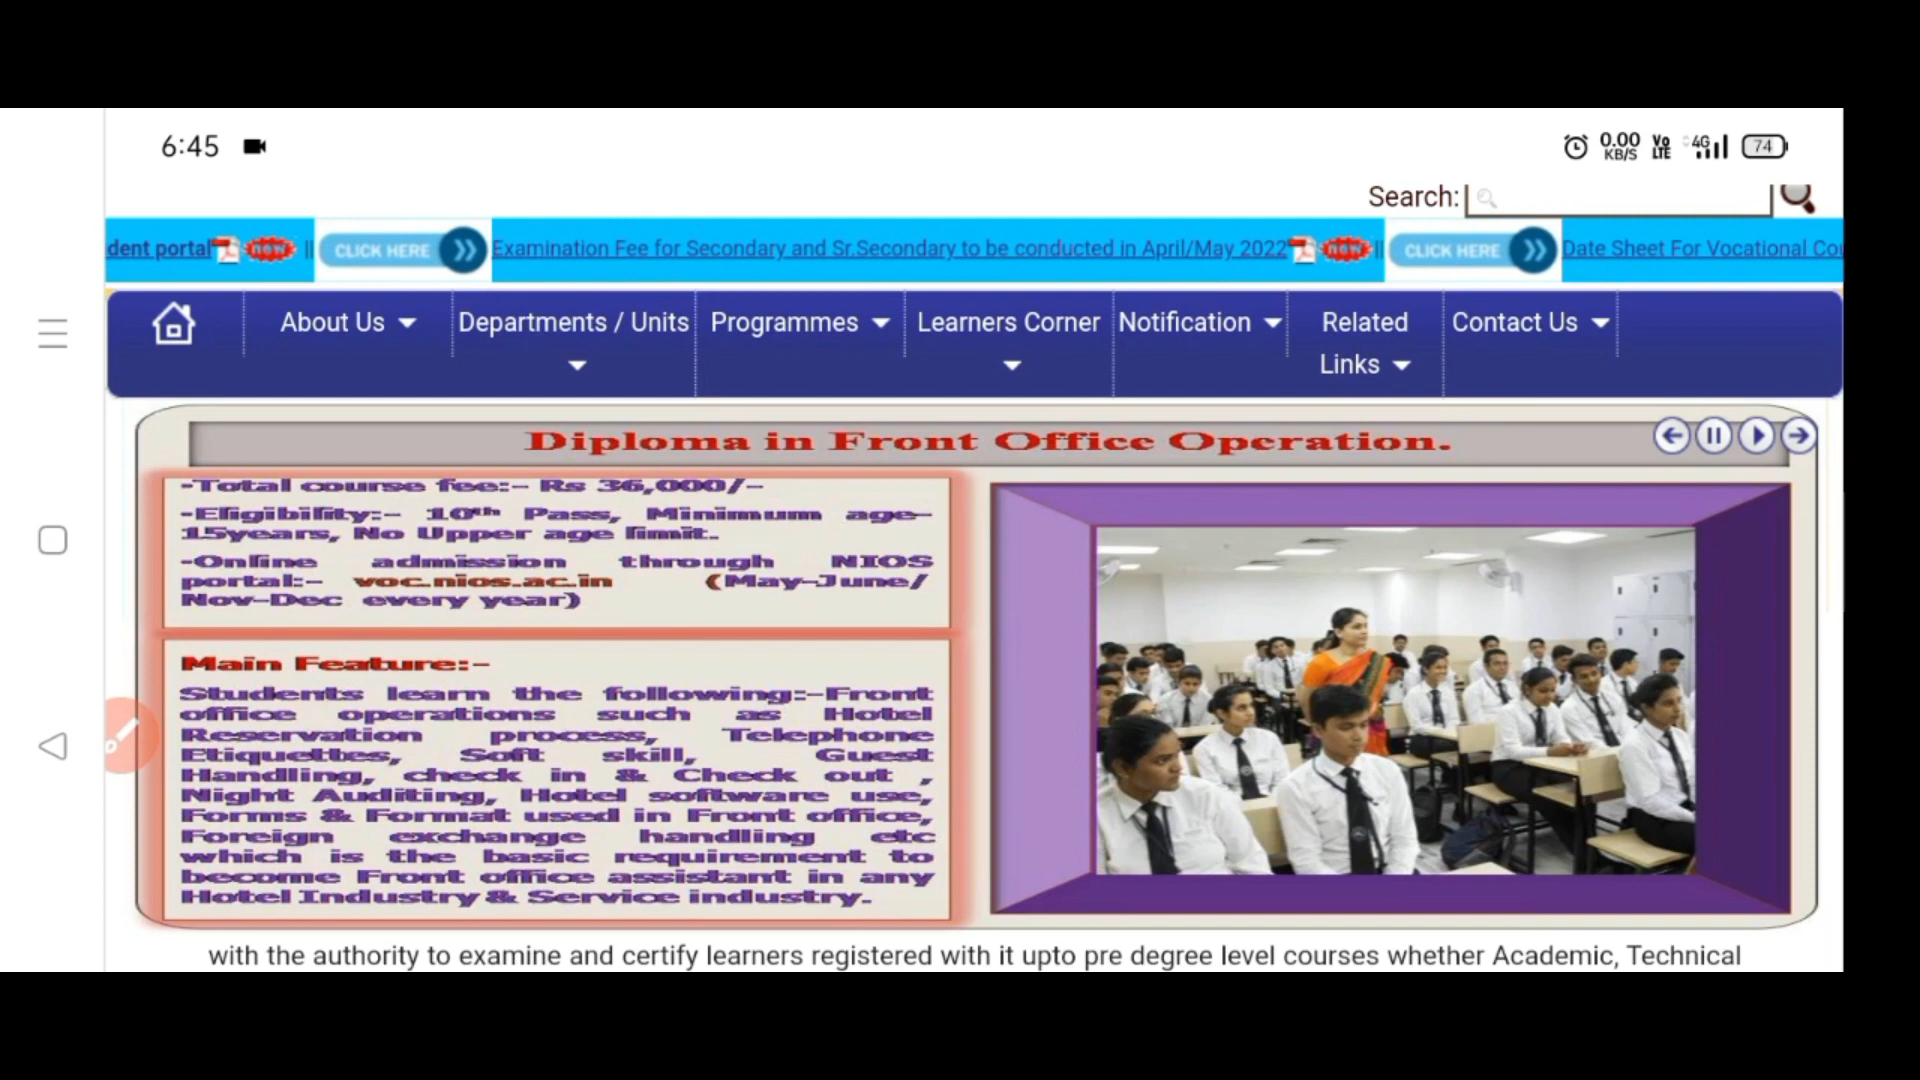 6:45
0.00 KB/S Vo LTE 4G 74
Search:
dent portal new || CLICK HERE Examination Fee for Secondary and Sr.Secondary to be conducted in April/May 2022 new || CLICK HERE Date Sheet For Vocational Cou
About Us Departments / Units Programmes Learners Corner Notification Related Links Contact Us
Diploma in Front Office Operation.
-Total course fee:- Rs 36,000/-
-Eligibility:- 10th Pass, Minimum age-
15years, No Upper age limit.
-Online admission through NIOS
portal:- voc.nios.ac.in (May-June/
Nov-Dec every year)
Main Feature:-
Students learn the following:-Front
office operations such as Hotel
Reservation process, Telephone
Etiquettes, Soft skill, Guest
Handling, check in & Check out ,
Night Auditing, Hotel software use,
Forms & Format used in Front office,
Foreign exchange handling etc
which is the basic requirement to
become Front office assistant in any
Hotel Industry & Service industry.
with the authority to examine and certify learners registered with it upto pre degree level courses whether Academic, Technical